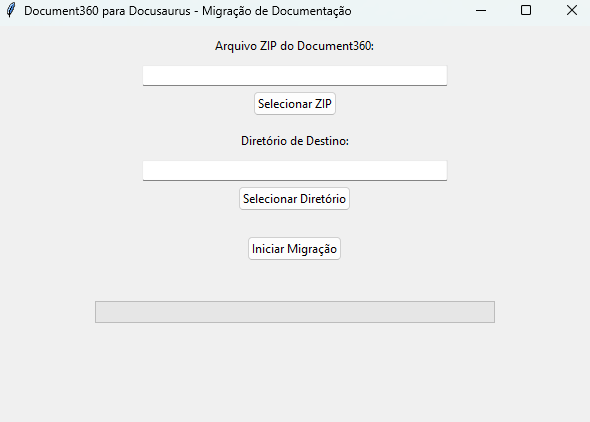 Document360 para Docusaurus - Migração de Documentação
Arquivo ZIP do Document360:
Selecionar ZIP
Diretório de Destino:
Selecionar Diretório
Iniciar Migração